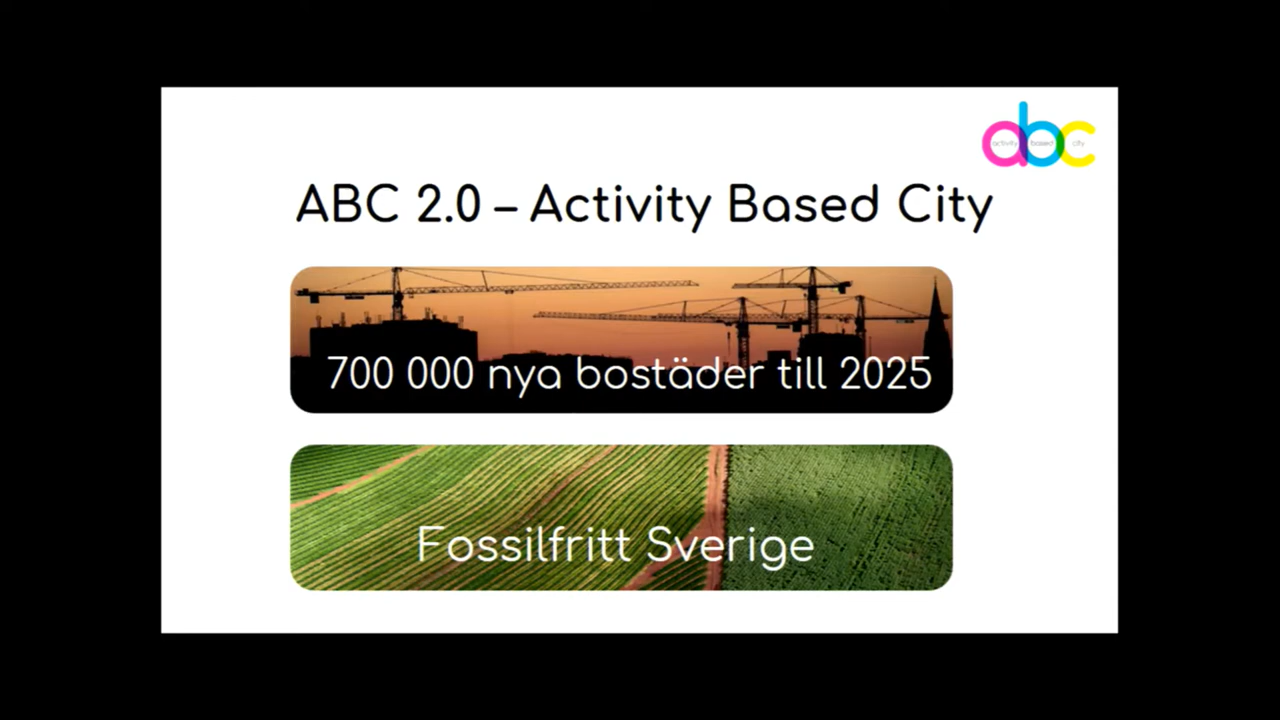 abc
activity based city
ABC 2.0 – Activity Based City
700 000 nya bostäder till 2025
Fossilfritt Sverige